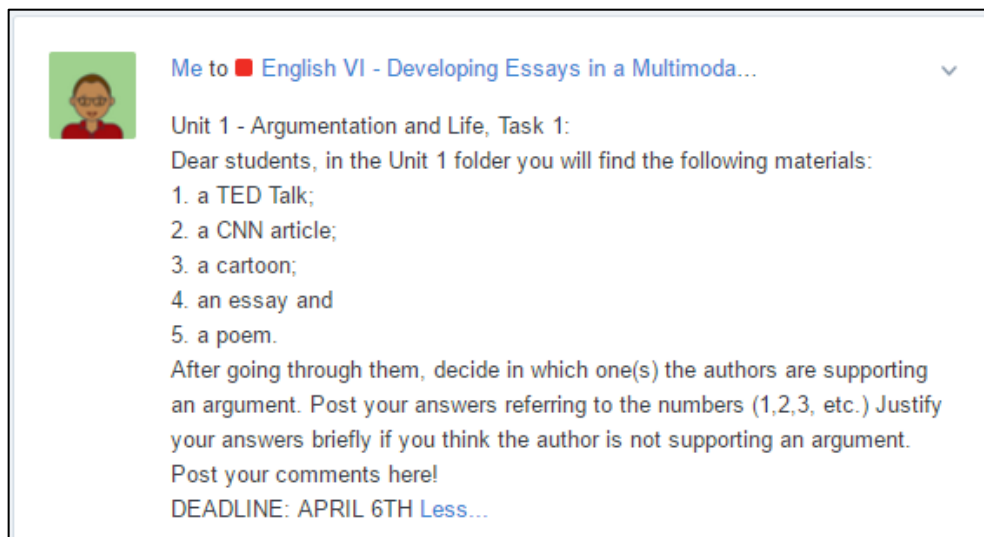 Me to English VI - Developing Essays in a Multimoda...
Unit 1 - Argumentation and Life, Task 1:
Dear students, in the Unit 1 folder you will find the following materials:
1. a TED Talk;
2. a CNN article;
3. a cartoon;
4. an essay and
5. a poem.
After going through them, decide in which one(s) the authors are supporting
an argument. Post your answers referring to the numbers (1,2,3, etc.) Justify
your answers briefly if you think the author is not supporting an argument.
Post your comments here!
DEADLINE: APRIL 6TH Less...